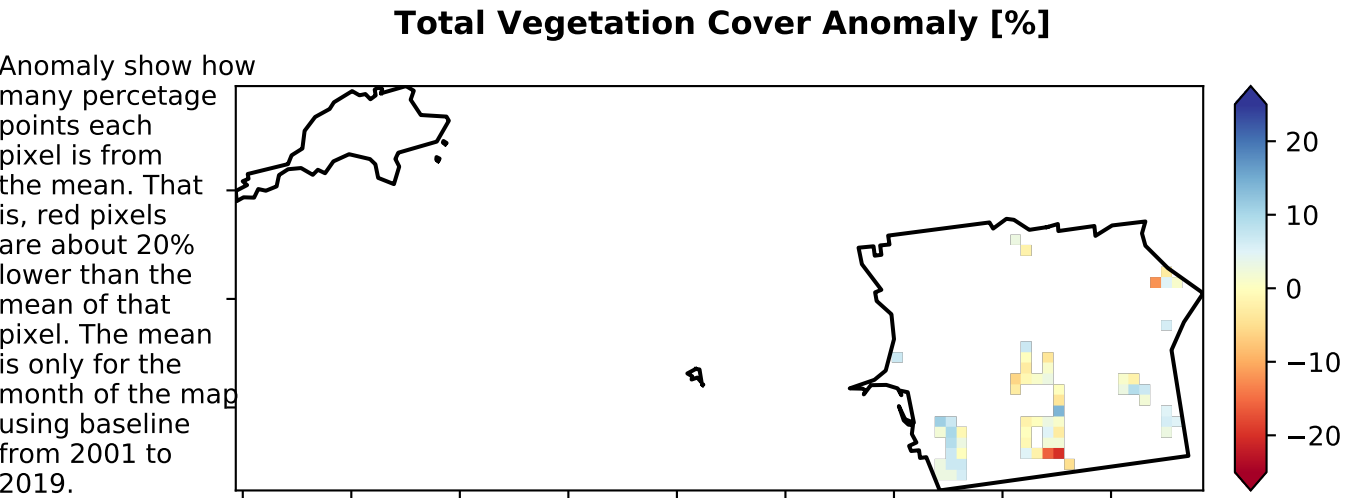 Total Vegetation Cover Anomaly [%]
Anomaly show how
many percetage
points each
pixel is from
the mean. That
is, red pixels
are about 20%
lower than the
mean of that
pixel. The mean
is only for the
month of the map
using baseline
from 2001 to
2019.
20
10
0
−10
−20